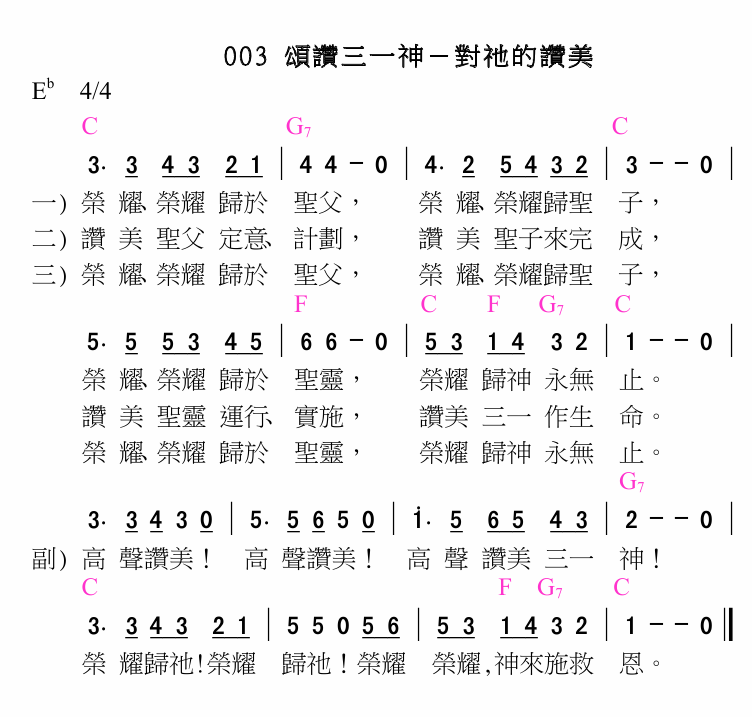 003 頌讚三一神－對祂的讚美
E♭ 4/4
C G7 C
3· 3 4 3 2 1 | 4 4 - 0 | 4· 2 5 4 3 2 | 3 - - 0 |
一) 榮 耀、榮耀 歸於 聖父， 榮 耀、榮耀歸聖 子，
二) 讚 美 聖父 定意、計劃， 讚 美 聖子來完 成，
三) 榮 耀、榮耀 歸於 聖父， 榮 耀、榮耀歸聖 子，
F C F G7 C
5· 5 5 3 4 5 | 6 6 - 0 | 5 3 1 4 3 2 | 1 - - 0 |
榮 耀、榮耀 歸於 聖靈， 榮耀 歸神 永無 止。
讚 美 聖靈 運行、實施， 讚美 三一 作生 命。
榮 耀、榮耀 歸於 聖靈， 榮耀 歸神 永無 止。
G7
3· 3 4 3 0 | 5· 5 6 5 0 | i· 5 6 5 4 3 | 2 - - 0 |
副) 高 聲讚美！ 高 聲讚美！ 高 聲 讚美 三一 神！
C F G7 C
3· 3 4 3 2 1 | 5 5 0 5 6 | 5 3 1 4 3 2 | 1 - - 0 ‖
榮 耀歸祂！榮耀 歸祂！榮耀 榮耀，神來施救 恩。